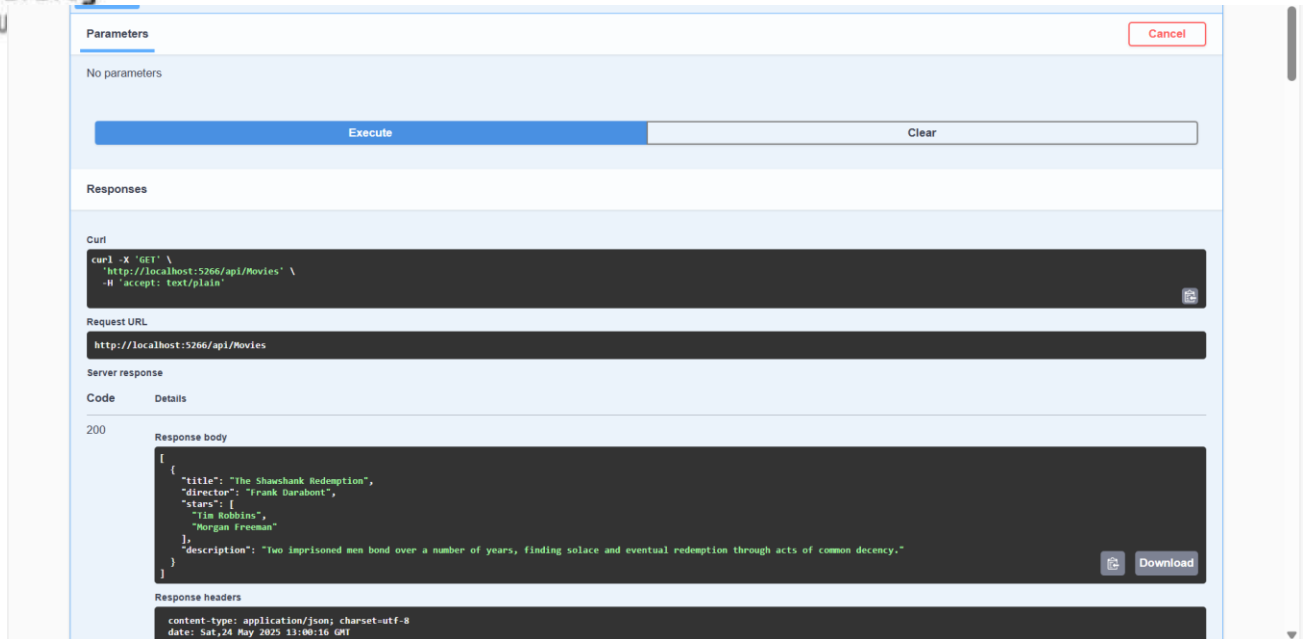 Parameters
Cancel
No parameters
Execute
Clear
Responses
Curl
curl -X 'GET' \
'http://localhost:5266/api/Movies' \
-H 'accept: text/plain'
Request URL
http://localhost:5266/api/Movies
Server response
Code Details
200
Response body
[
{
"title": "The Shawshank Redemption",
"director": "Frank Darabont",
"stars": [
"Tim Robbins",
"Morgan Freeman"
],
"description": "Two imprisoned men bond over a number of years, finding solace and eventual redemption through acts of common decency."
}
]
Download
Response headers
content-type: application/json; charset=utf-8
date: Sat,24 May 2025 13:00:16 GMT